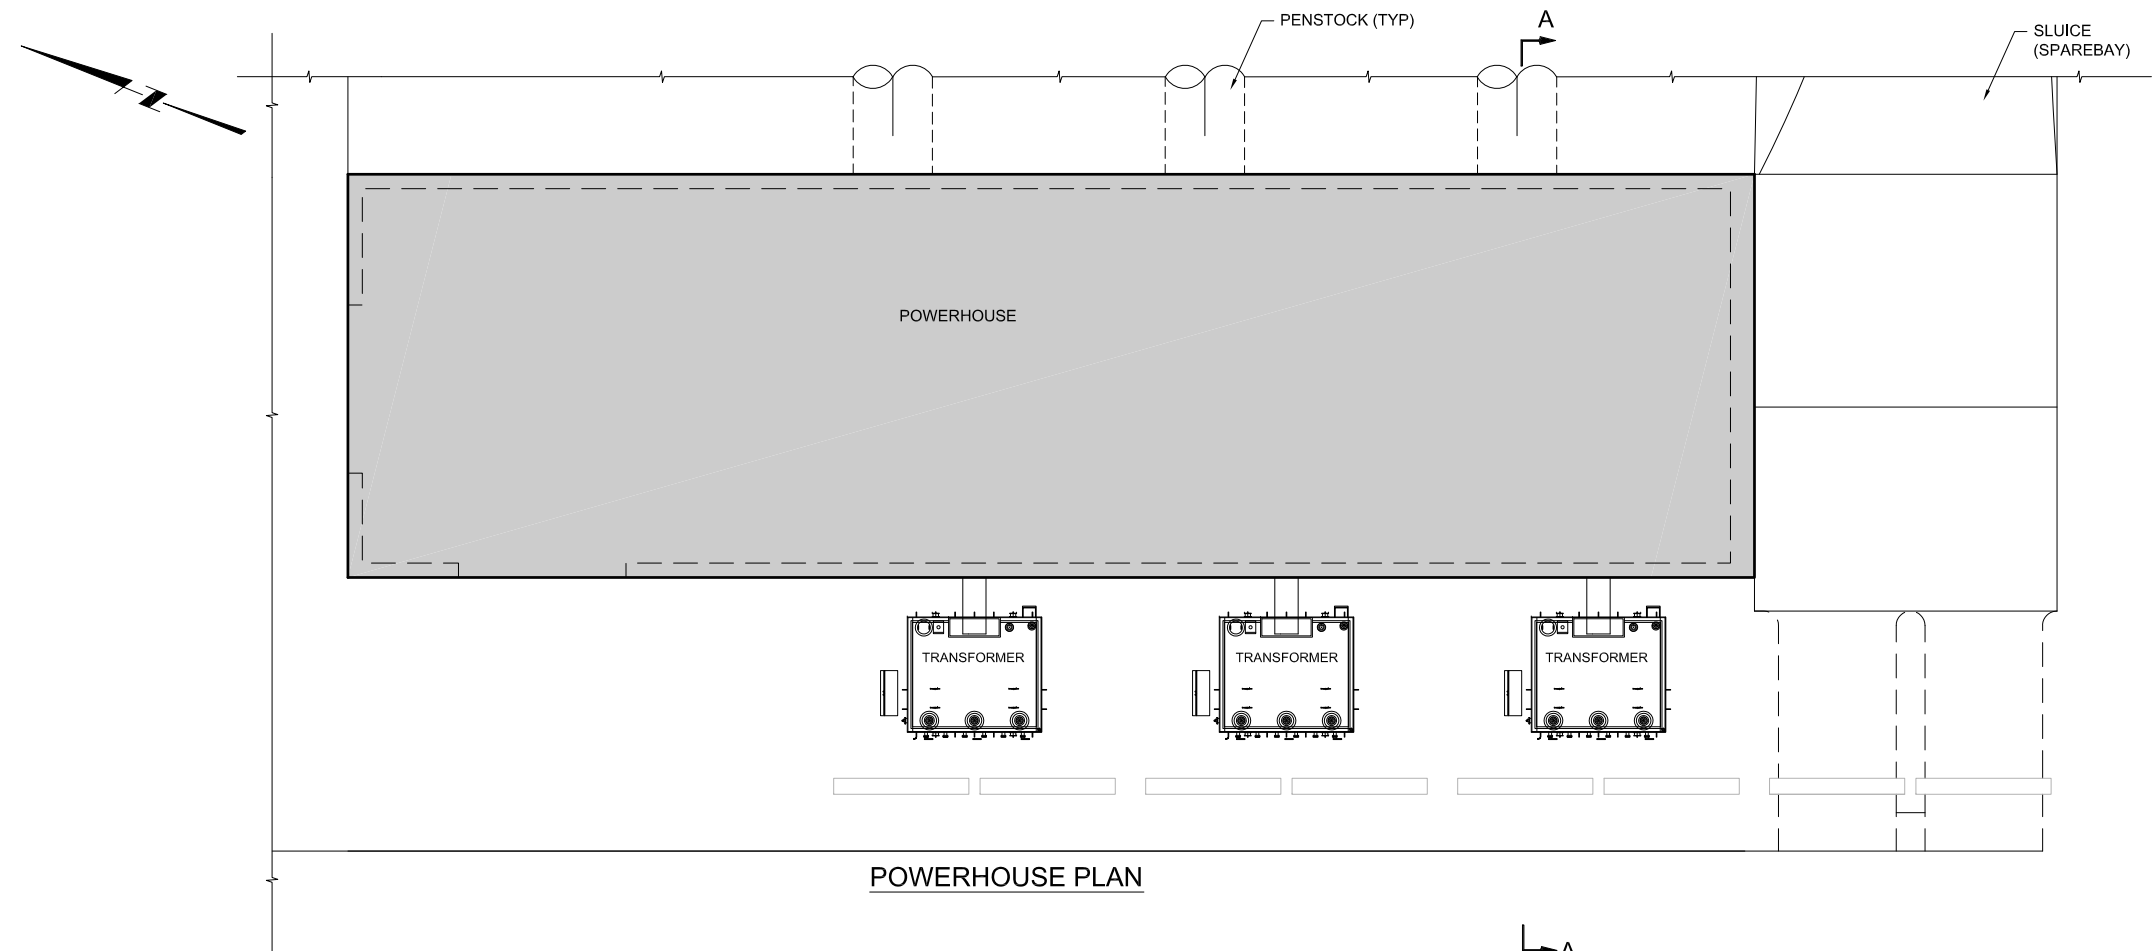 A
PENSTOCK (TYP)
SLUICE
(SPAREBAY)
N
POWERHOUSE
TRANSFORMER
TRANSFORMER
TRANSFORMER
POWERHOUSE PLAN
A